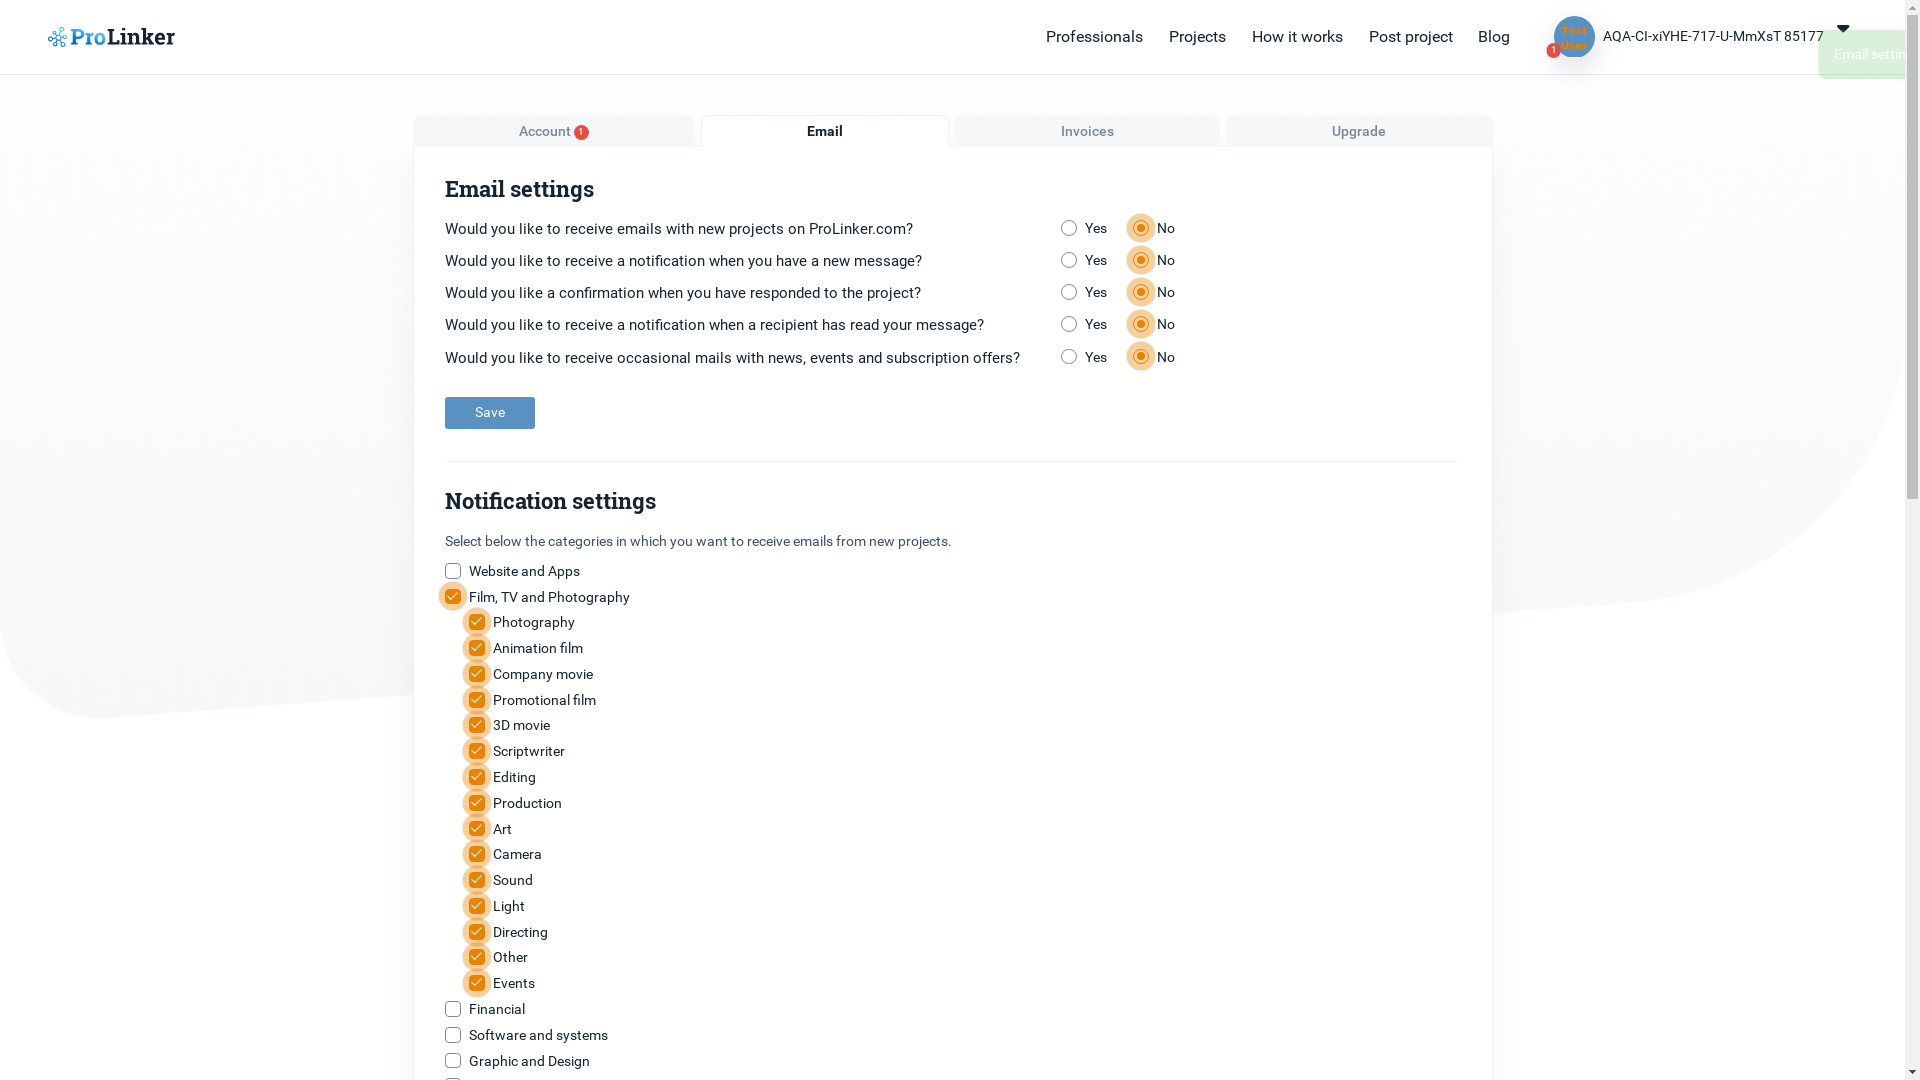 ProLinker
Professionals
Projects
How it works
Post project
Blog
Test
User
1
AQA-CI-xiYHE-717-U-MmXsT 85177
Email
Account 1
Email
Invoices
Upgrade
Email settings
Would you like to receive emails with new projects on ProLinker.com?
Yes
No
Would you like to receive a notification when you have a new message?
Yes
No
Would you like a confirmation when you have responded to the project?
Yes
No
Would you like to receive a notification when a recipient has read your message?
Yes
No
Would you like to receive occasional mails with news, events and subscription offers?
Yes
No
Save
Notification settings
Select below the categories in which you want to receive emails from new projects.
Website and Apps
Film, TV and Photography
Photography
Animation film
Company movie
Promotional film
3D movie
Scriptwriter
Editing
Production
Art
Camera
Sound
Light
Directing
Other
Events
Financial
Software and systems
Graphic and Design